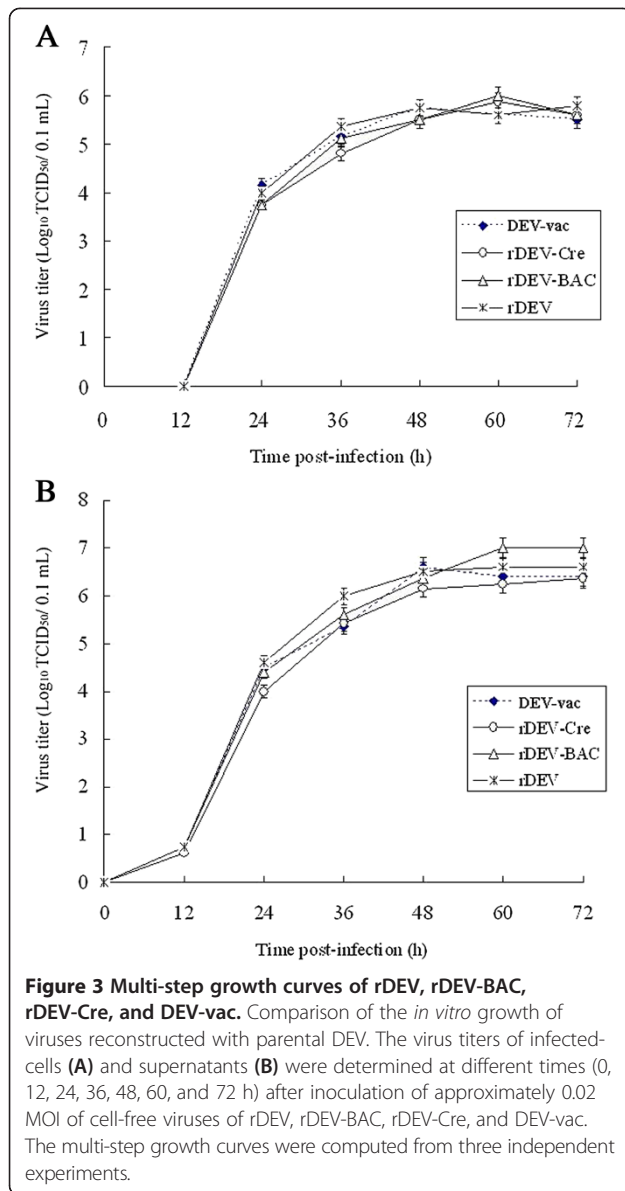 A
Virus titer (Log₁₀ TCID₅₀/ 0.1 mL)
7
6
5
4
3
2
1
0
DEV-vac
rDEV-Cre
rDEV-BAC
rDEV
0 12 24 36 48 60 72
Time post-infection (h)
B
Virus titer (Log₁₀ TCID₅₀/ 0.1 mL)
8
7
6
5
4
3
2
1
0
DEV-vac
rDEV-Cre
rDEV-BAC
rDEV
0 12 24 36 48 60 72
Time post-infection (h)
Figure 3 Multi-step growth curves of rDEV, rDEV-BAC,
rDEV-Cre, and DEV-vac. Comparison of the in vitro growth of
viruses reconstructed with parental DEV. The virus titers of infected-
cells (A) and supernatants (B) were determined at different times (0,
12, 24, 36, 48, 60, and 72 h) after inoculation of approximately 0.02
MOI of cell-free viruses of rDEV, rDEV-BAC, rDEV-Cre, and DEV-vac.
The multi-step growth curves were computed from three independent
experiments.